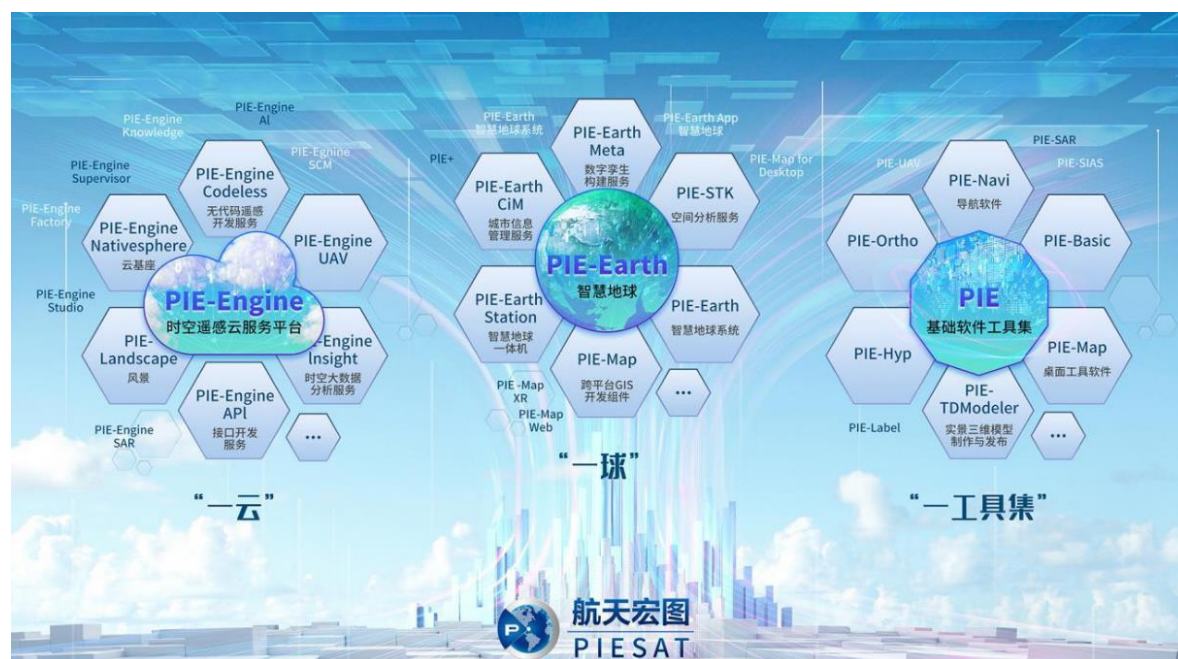 PIE-Engine
AI
PIE-Engine
Knowledge
PIE-Egnine
SCM
PIE-Engine
Supervisor
PIE-Engine
Factory
PIE-Engine
Studio
PIE-Engine
SAR
PIE-Engine
Codeless
无代码遥感
开发服务
PIE-Engine
Nativesphere
云基座
PIE-Engine
UAV
PIE-Engine
时空遥感云服务平台
PIE-
Landscape
风景
-Engine
Insight
时空大数据
分析服务
PIE-Engine
API
接口开发
服务
...
“一云”
PIE-Earth
智慧地球系统
PIE-Earth App
智慧地球
PIE+
PIE-Map for
Desktop
PIE-Earth
Meta
数字孪生
构建服务
PIE-Earth
CiM
城市信息
管理服务
PIE-STK
空间分析服务
PIE-Earth
智慧地球
PIE-Earth
Station
智慧地球
一体机
PIE-Earth
智慧地球系统
PIE-Map
跨平台GIS
开发组件
PIE -Map
XR
PIE-Map
Web
...
“一球”
PIE-SAR
PIE-UAV
PIE-SIAS
PIE-Navi
导航软件
PIE-Ortho
PIE-Basic
PIE
基础软件工具集
PIE-Hyp
PIE-Map
桌面工具软件
PIE-
TDModeler
实景三维模型
制作与发布
PIE-Label
...
“一工具集”
航天宏图
PIESAT